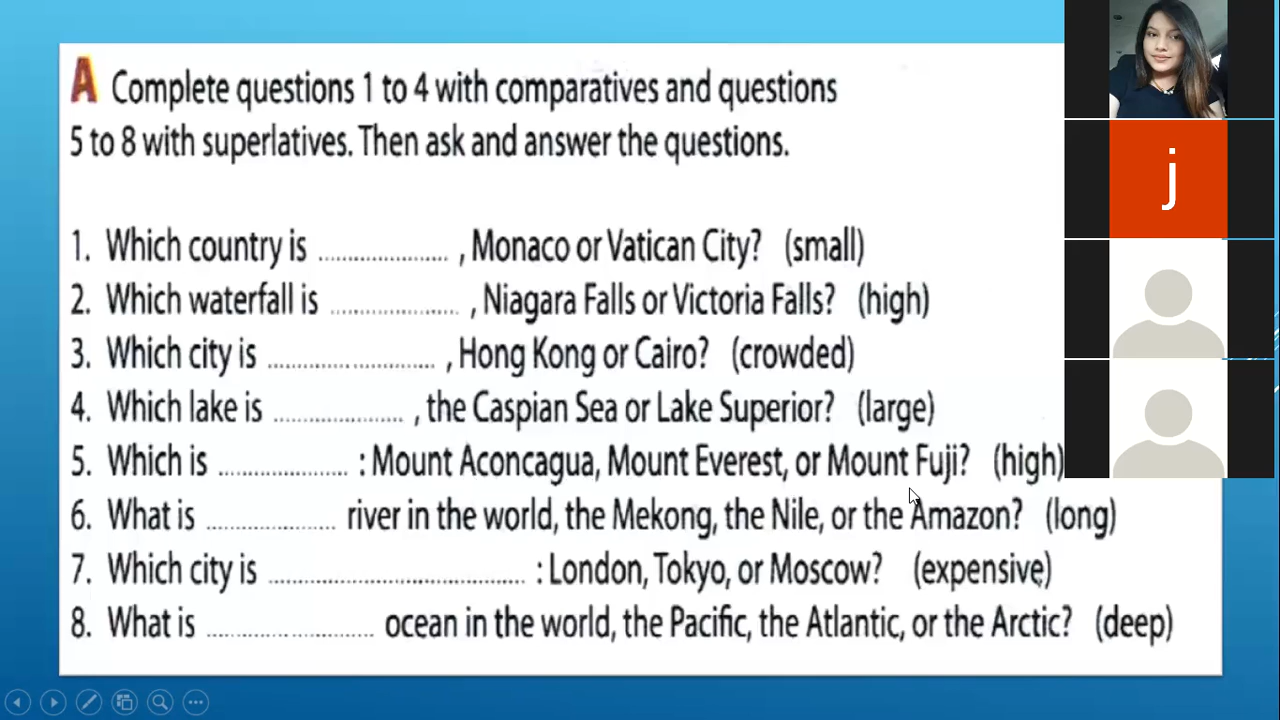 A Complete questions 1 to 4 with comparatives and questions
5 to 8 with superlatives. Then ask and answer the questions.
1. Which country is ..................... , Monaco or Vatican City? (small)
2. Which waterfall is ..................... , Niagara Falls or Victoria Falls? (high)
3. Which city is ........................... , Hong Kong or Cairo? (crowded)
4. Which lake is ..................... , the Caspian Sea or Lake Superior? (large)
5. Which is ..................... : Mount Aconcagua, Mount Everest, or Mount Fuji? (high)
6. What is ..................... river in the world, the Mekong, the Nile, or the Amazon? (long)
7. Which city is .......................................... : London, Tokyo, or Moscow? (expensive)
8. What is ........................... ocean in the world, the Pacific, the Atlantic, or the Arctic? (deep)
j